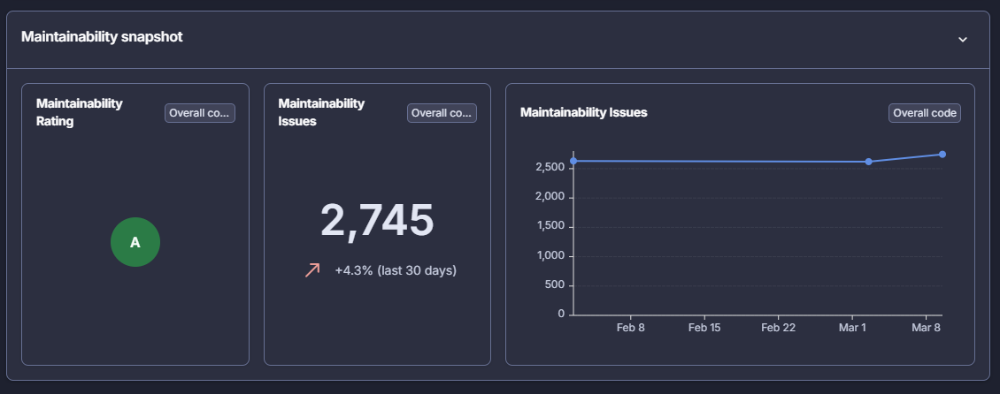 Maintainability snapshot
Maintainability
Rating
Overall co...
A
Maintainability
Issues
Overall co...
2,745
+4.3% (last 30 days)
Maintainability Issues
Overall code
2,500
2,000
1,500
1,000
500
0
Feb 8 Feb 15 Feb 22 Mar 1 Mar 8